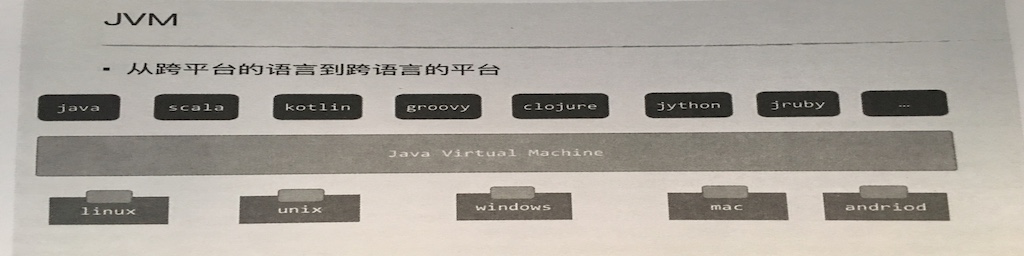 JVM
▪ 从跨平台的语言到跨语言的平台
java scala kotlin groovy clojure jython jruby …
Java Virtual Machine
linux unix windows mac andriod